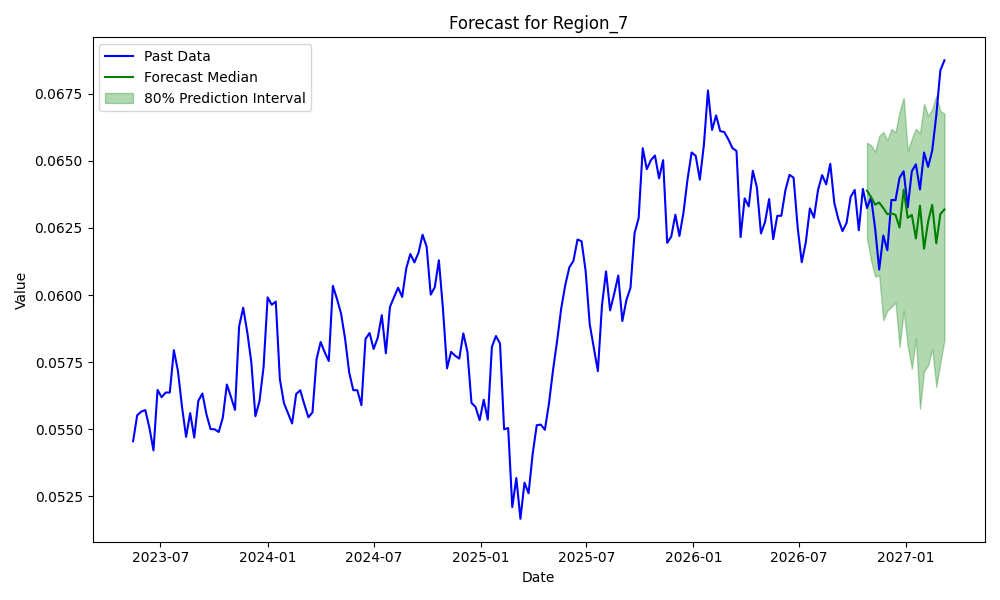 Forecast for Region_7
Past Data
Forecast Median
80% Prediction Interval
Value
0.0675
0.0650
0.0625
0.0600
0.0575
0.0550
0.0525
2023-07
2024-01
2024-07
2025-01
2025-07
2026-01
2026-07
2027-01
Date